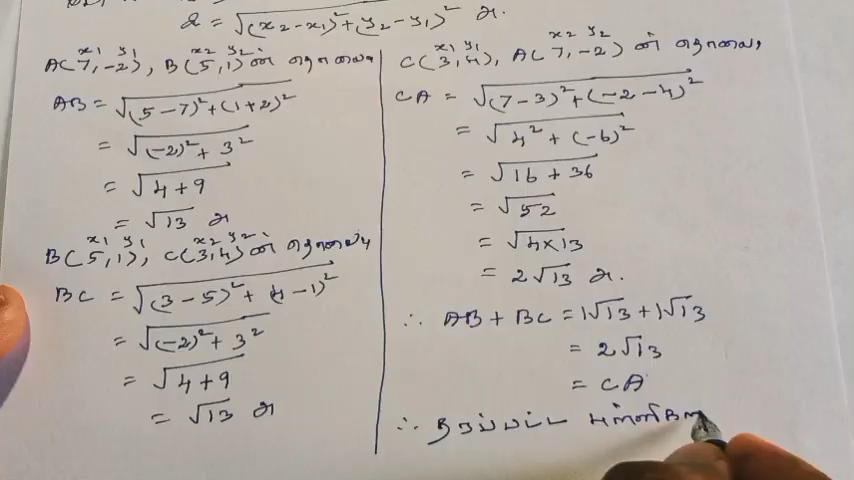 d = √(x₂ – x₁)² + (y₂ – y₁)² அ.
x₁ y₁ x₂ y₂
A(7, –2), B(5, 1) ன் தொலைவு
AB = √(5 – 7)² + (1 + 2)²
= √(–2)² + 3²
= √4 + 9
= √13 அ
x₁ y₁ x₂ y₂
B(5, 1), C(3, 4) ன் தொலைவு
BC = √(3 – 5)² + (4 – 1)²
= √(–2)² + 3²
= √4 + 9
= √13 அ
x₁ y₁ x₂ y₂
C(3, 4), A(7, –2) ன் தொலைவு
CA = √(7 – 3)² + (–2 – 4)²
= √4² + (–6)²
= √16 + 36
= √52
= √4×13
= 2√13 அ.
∴ AB + BC = 1√13 + 1√13
= 2√13
= CA
∴ தரப்பட்ட